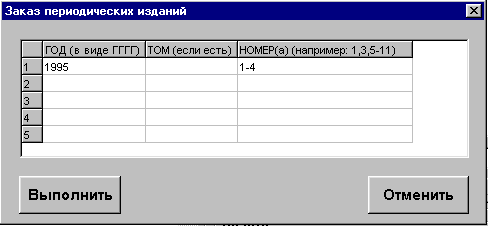 Заказ периодических изданий
ГОД (в виде ГГГГ) ТОМ (если есть) НОМЕР(а) (например: 1,3,5-11)
1 1995 1-4
2
3
4
5
Выполнить Отменить